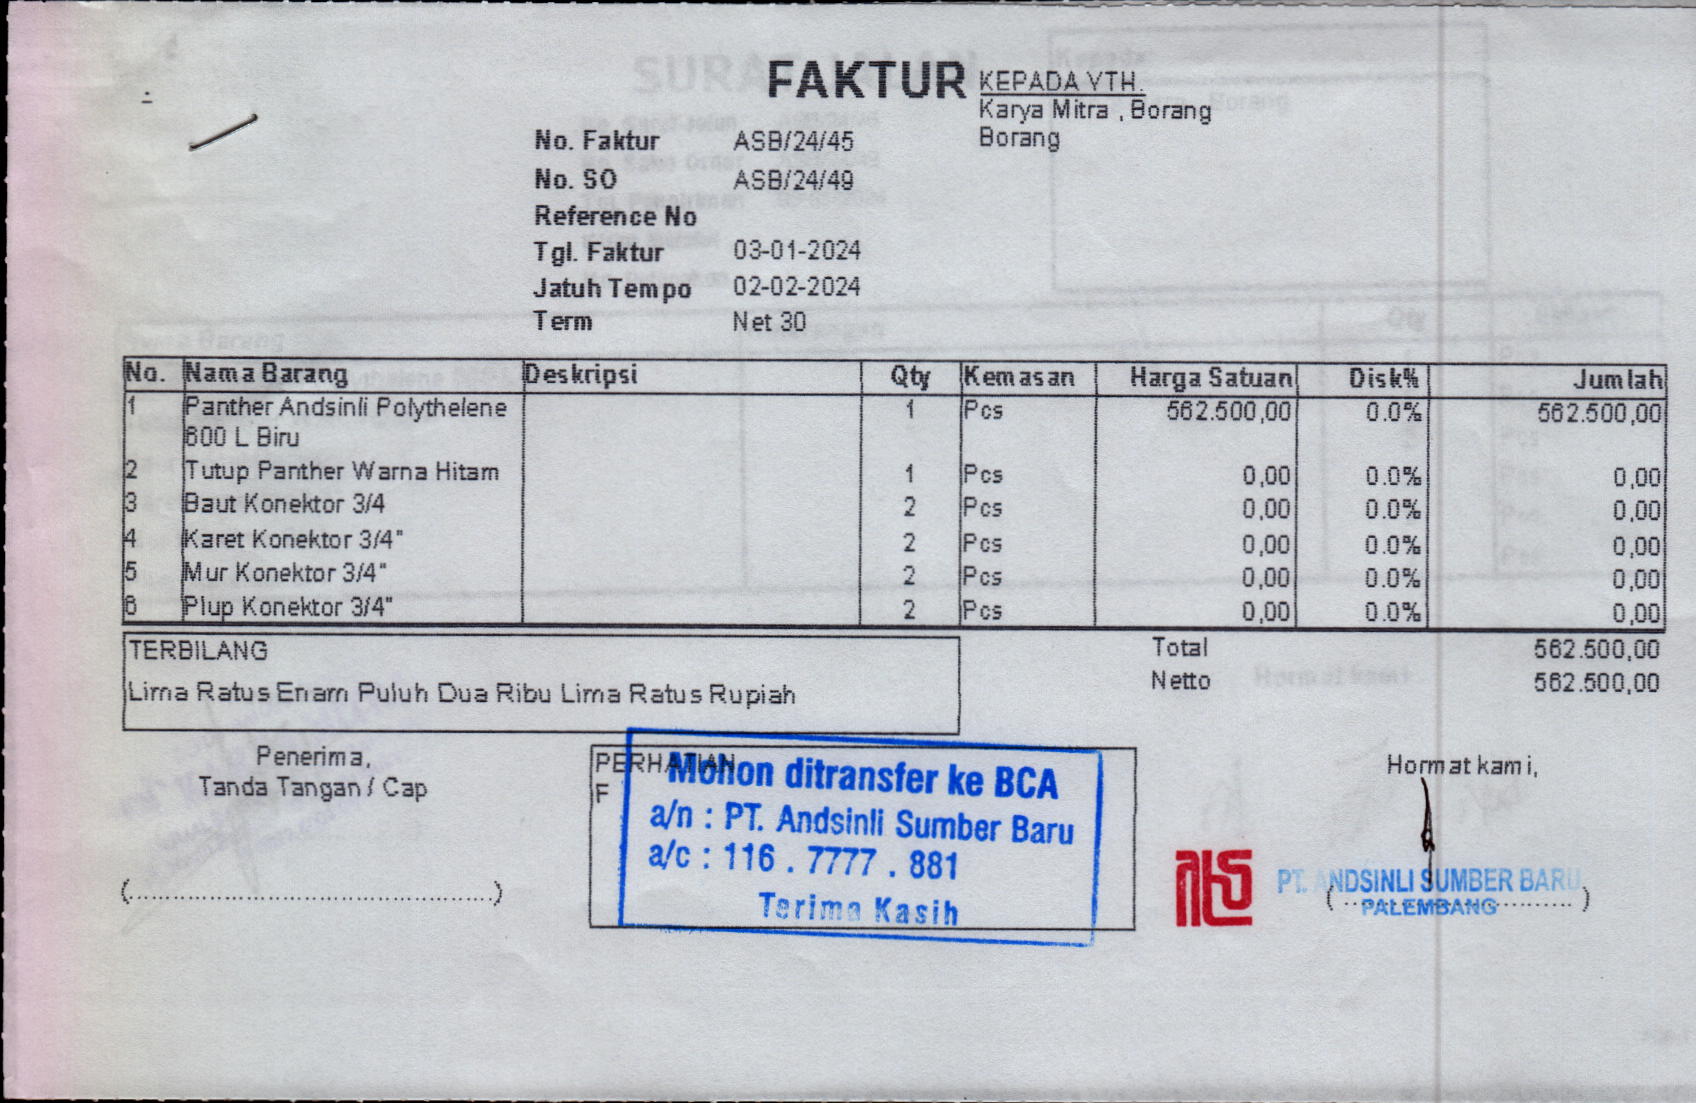 FAKTUR
KEPADA YTH.
Karya Mitra , Borang
Borang
No. Faktur ASB/24/45
No. SO ASB/24/49
Reference No
Tgl. Faktur 03-01-2024
Jatuh Tempo 02-02-2024
Term Net 30
No. Nama Barang Deskripsi Qty Kemasan Harga Satuan Disk% Jumlah
1 Panther Andsinli Polythelene 1 Pcs 562.500,00 0.0% 562.500,00
600 L Biru
2 Tutup Panther Warna Hitam 1 Pcs 0,00 0.0% 0,00
3 Baut Konektor 3/4 2 Pcs 0,00 0.0% 0,00
4 Karet Konektor 3/4" 2 Pcs 0,00 0.0% 0,00
5 Mur Konektor 3/4" 2 Pcs 0,00 0.0% 0,00
6 Plup Konektor 3/4" 2 Pcs 0,00 0.0% 0,00
TERBILANG
Lima Ratus Enam Puluh Dua Ribu Lima Ratus Rupiah
Total 562.500,00
Netto 562.500,00
Penerima,
Tanda Tangan / Cap
PERHATIAN
F
Mohon ditransfer ke BCA
a/n : PT. Andsinli Sumber Baru
a/c : 116 . 7777 . 881
Terima Kasih
Hormat kami,
PT. ANDSINLI SUMBER BARU
PALEMBANG